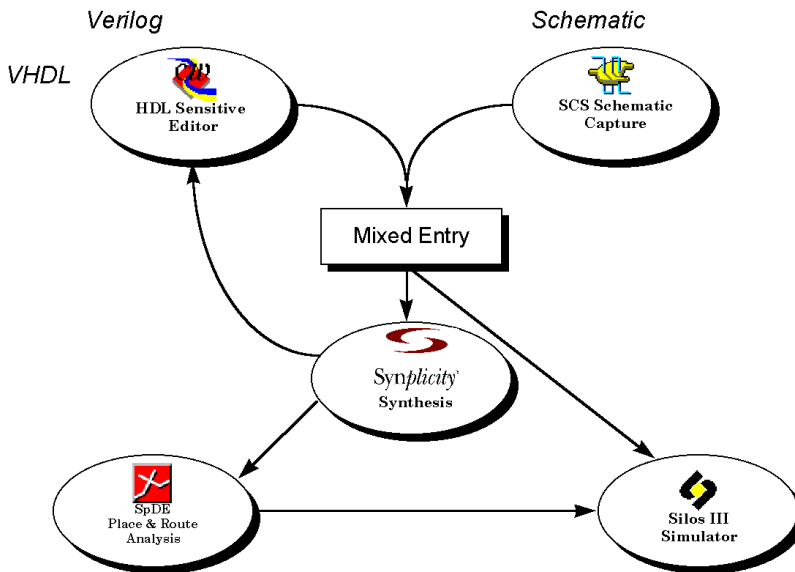 Verilog
Schematic
VHDL
cw
HDL Sensitive
Editor
SCS Schematic
Capture
Mixed Entry
Synplicity®
Synthesis
SpDE
Place & Route
Analysis
Silos III
Simulator